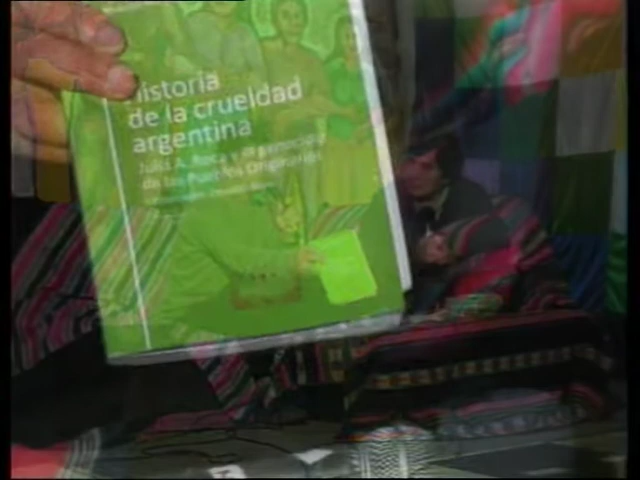 Historia
de la crueldad
argentina
Julio A. Roca y el genocidio
de los Pueblos Originarios